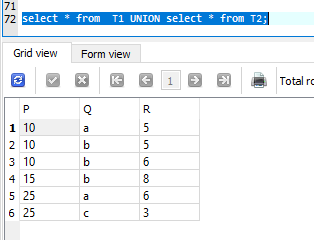 71
72 select * from T1 UNION select * from T2;
Grid view Form view
1 Total ro
P Q R
1 10 a 5
2 10 b 5
3 10 b 6
4 15 b 8
5 25 a 6
6 25 c 3